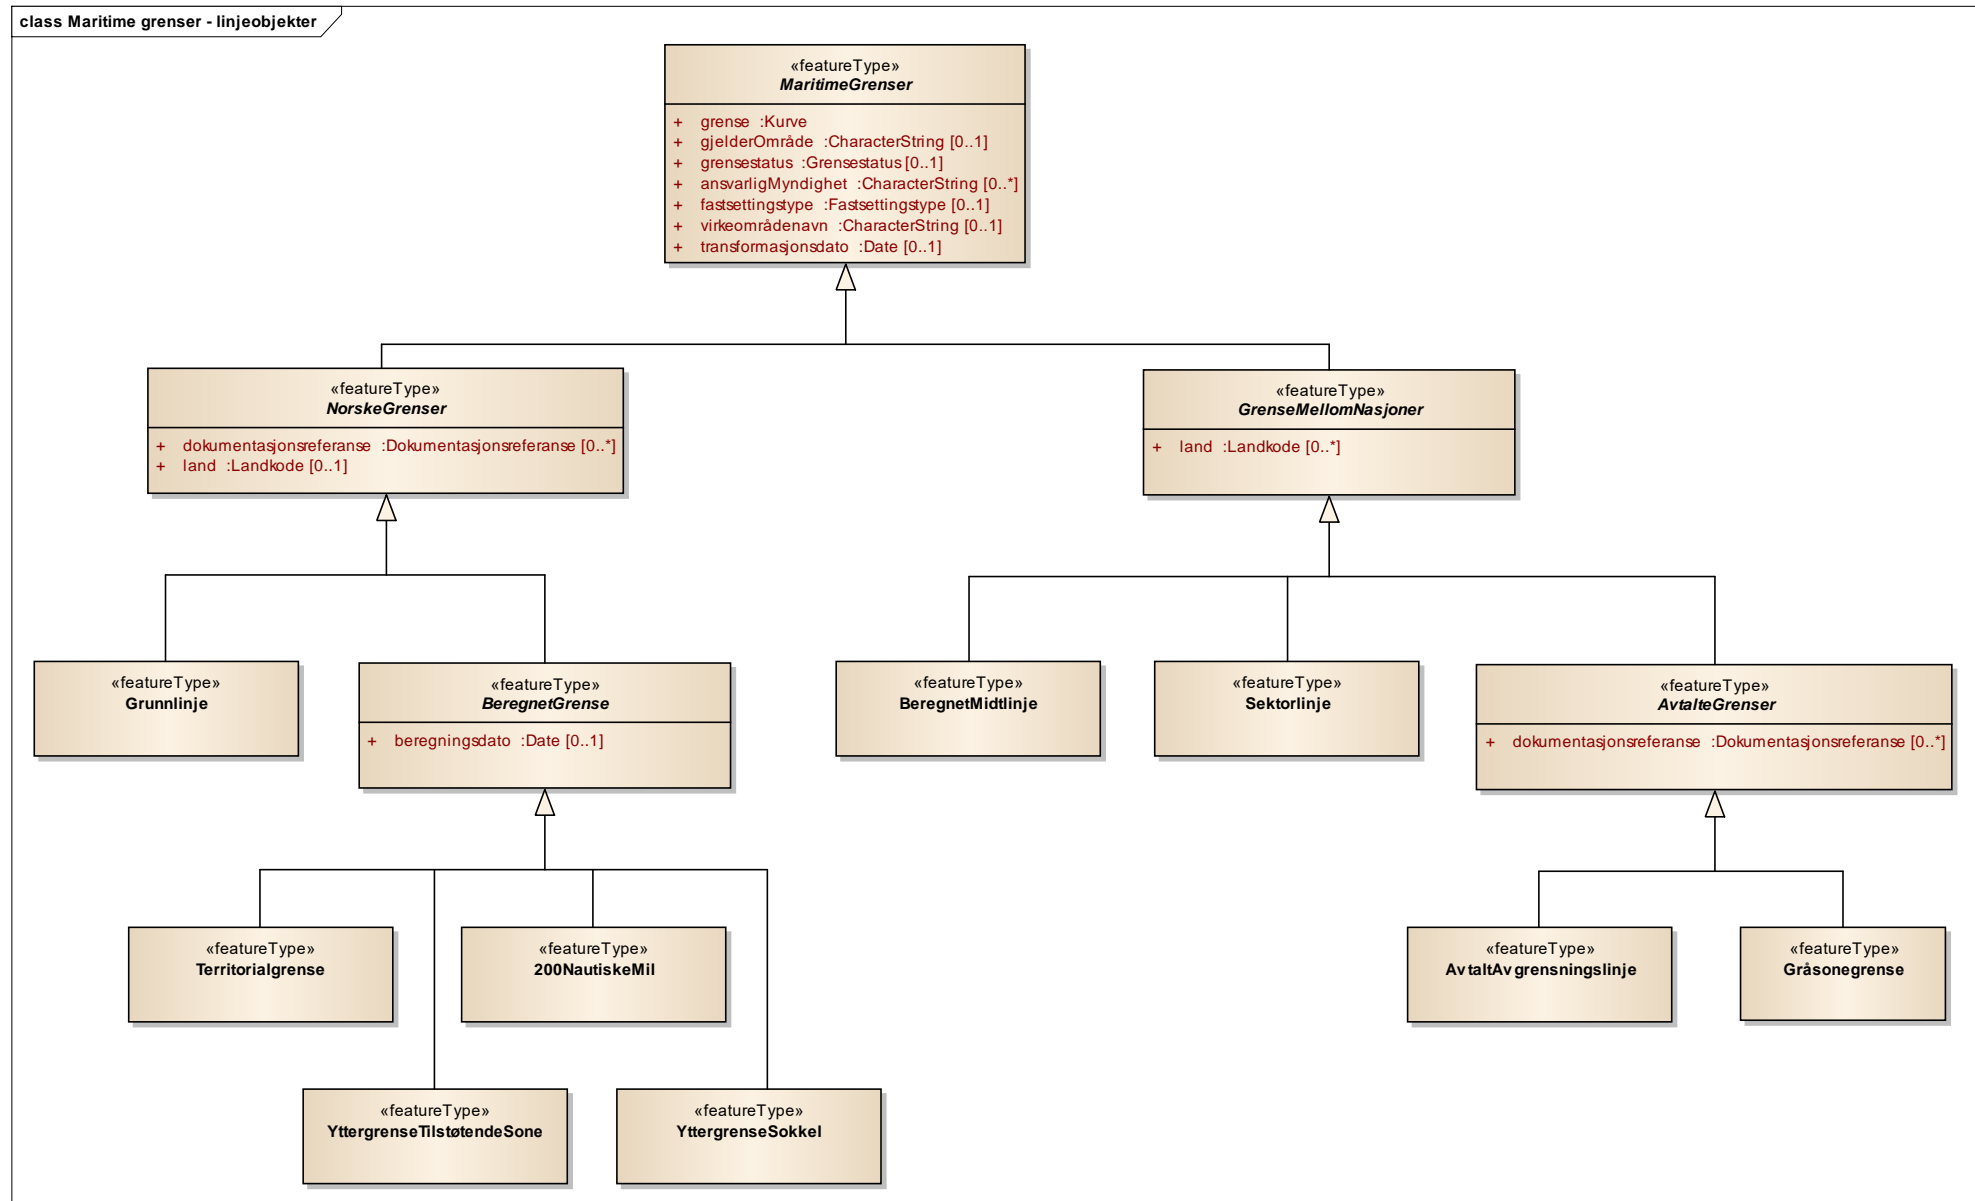 class Maritime grenser - linjeobjekter
«featureType»
MaritimeGrenser
+ grense :Kurve
+ gjelderOmråde :CharacterString [0..1]
+ grensestatus :Grensestatus [0..1]
+ ansvarligMyndighet :CharacterString [0..*]
+ fastsettingstype :Fastsettingstype [0..1]
+ virkeområdenavn :CharacterString [0..1]
+ transformasjonsdato :Date [0..1]
«featureType»
NorskeGrenser
+ dokumentasjonsreferanse :Dokumentasjonsreferanse [0..*]
+ land :Landkode [0..1]
«featureType»
GrenseMellomNasjoner
+ land :Landkode [0..*]
«featureType»
Grunnlinje
«featureType»
BeregnetGrense
+ beregningsdato :Date [0..1]
«featureType»
BeregnetMidtlinje
«featureType»
Sektorlinje
«featureType»
AvtalteGrenser
+ dokumentasjonsreferanse :Dokumentasjonsreferanse [0..*]
«featureType»
Territorialgrense
«featureType»
200NautiskeMil
«featureType»
AvtaltAvgrensningslinje
«featureType»
Gråsonegrense
«featureType»
YttergrenseTilstøtendeSone
«featureType»
YttergrenseSokkel